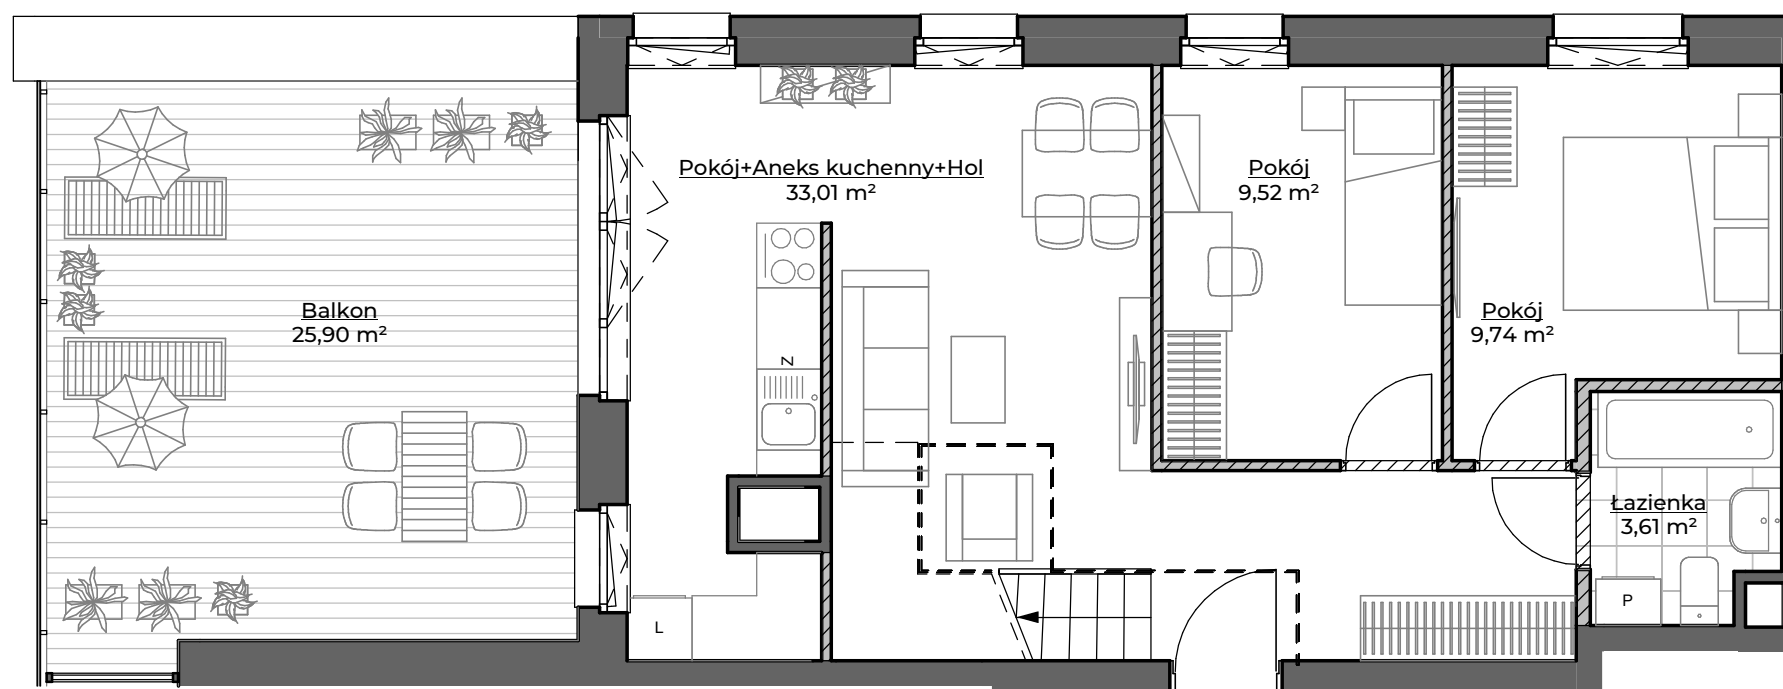 Pokój+Aneks kuchenny+Hol
33,01 m²
Pokój
9,52 m²
Balkon
25,90 m²
Pokój
9,74 m²
Z
Łazienka
3,61 m²
P
L